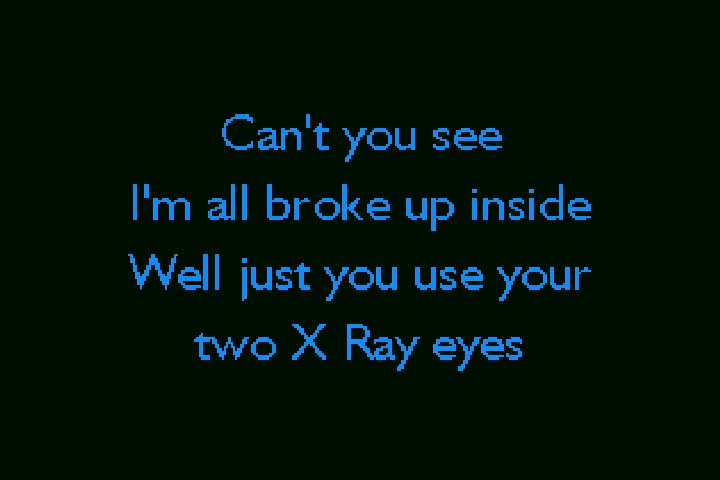 Can't you see
I'm all broke up inside
Well just you use your
two X Ray eyes